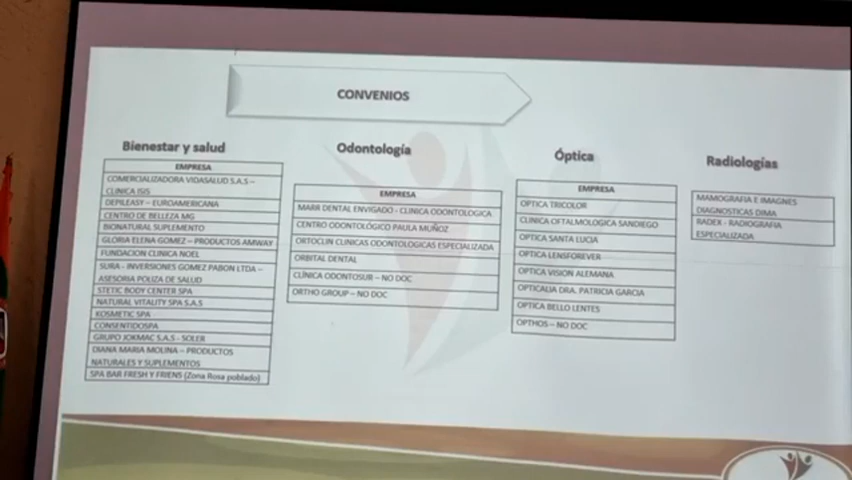 CONVENIOS
Bienestar y salud
EMPRESA
COMERCIALIZADORA VIDASALUD S.A.S –
CLINICA ISIS
DEPILEASY – EUROAMERICANA
CENTRO DE BELLEZA MG
BIONATURAL SUPLEMENTO
GLORIA ELENA GOMEZ – PRODUCTOS AMWAY
FUNDACION CLINICA NOEL
SURA - INVERSIONES GOMEZ PABON LTDA –
ASESORIA POLIZA DE SALUD
STETIC BODY CENTER SPA
NATURAL VITALITY SPA S.A.S
KOSMETIC SPA
CONSENTIDOSPA
GRUPO JOKMAC S.A.S - SOLER
DIANA MARIA MOLINA – PRODUCTOS
NATURALES Y SUPLEMENTOS
SPA BAR FRESH Y FRIENS (Zona Rosa poblado)
Odontología
EMPRESA
MARR DENTAL ENVIGADO - CLINICA ODONTOLOGICA
CENTRO ODONTOLÓGICO PAULA MUÑOZ
ORTOCLIN CLINICAS ODONTOLOGICAS ESPECIALIZADA
ORBITAL DENTAL
CLÍNICA ODONTOSUR – NO DOC
ORTHO GROUP – NO DOC
Óptica
EMPRESA
OPTICA TRICOLOR
CLINICA OFTALMOLOGICA SANDIEGO
OPTICA SANTA LUCIA
OPTICA LENSFOREVER
OPTICA VISION ALEMANA
OPTICALIA DRA. PATRICIA GARCIA
OPTICA BELLO LENTES
OPTHOS – NO DOC
Radiologías
MAMOGRAFIA E IMAGNES
DIAGNOSTICAS DIMA
RADEX - RADIOGRAFIA
ESPECIALIZADA